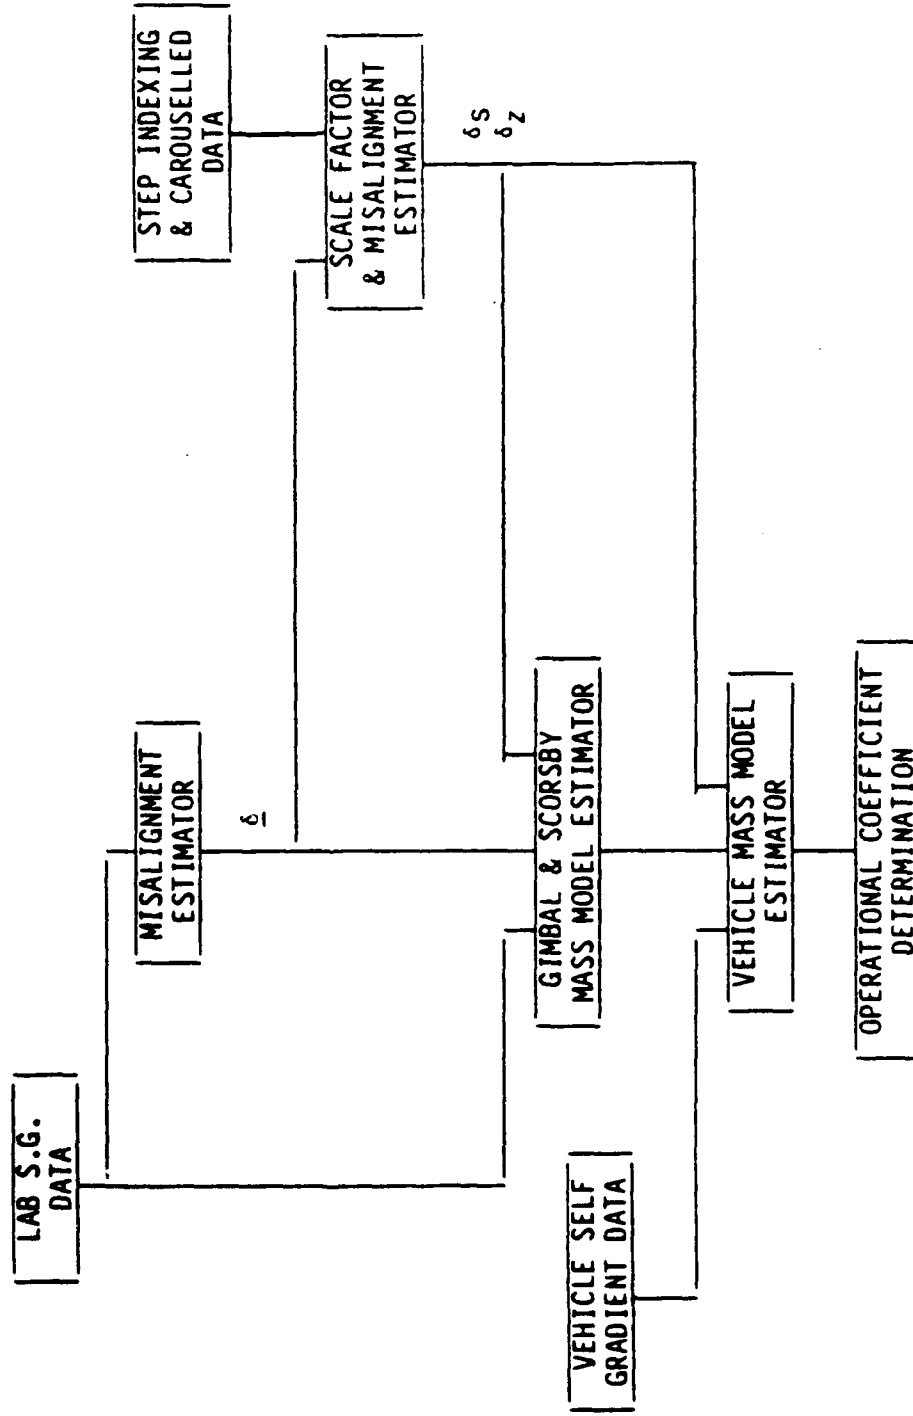 LAB S.G.
DATA
MISALIGNMENT
ESTIMATOR
STEP INDEXING
& CAROUSELLED
DATA
δ
SCALE FACTOR
& MISALIGNMENT
ESTIMATOR
δS
δZ
GIMBAL & SCORSBY
MASS MODEL ESTIMATOR
VEHICLE SELF
GRADIENT DATA
VEHICLE MASS MODEL
ESTIMATOR
OPERATIONAL COEFFICIENT
DETERMINATION